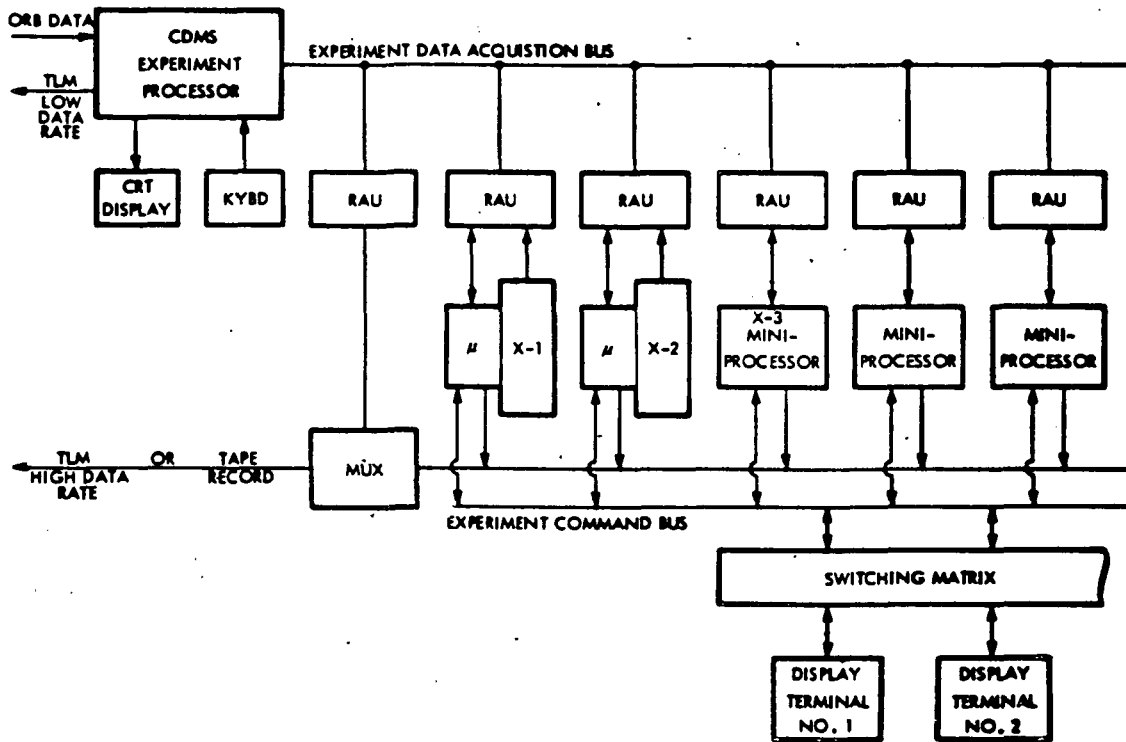 ORB DATA
CDMS
EXPERIMENT
PROCESSOR
EXPERIMENT DATA ACQUISTION BUS
TLM
LOW
DATA
RATE
CRT
DISPLAY
KYBD
RAU
RAU
RAU
RAU
RAU
RAU
μ
X-1
μ
X-2
X-3
MINI-
PROCESSOR
MINI-
PROCESSOR
MINI-
PROCESSOR
TLM OR TAPE
HIGH DATA RECORD
RATE
MUX
EXPERIMENT COMMAND BUS
SWITCHING MATRIX
DISPLAY
TERMINAL
NO. 1
DISPLAY
TERMINAL
NO. 2